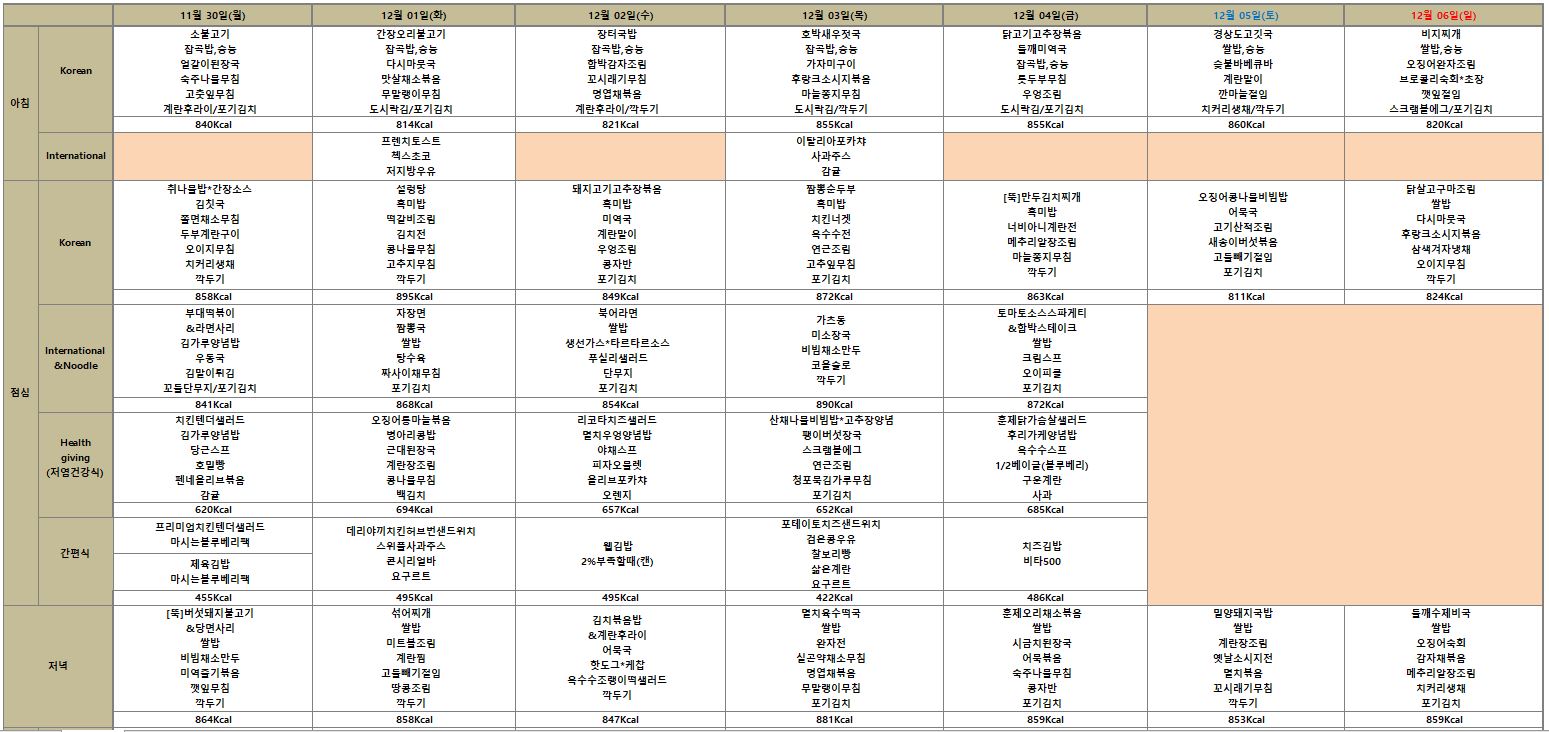 11월 30일(월)
12월 01일(화)
12월 02일(수)
12월 03일(목)
12월 04일(금)
12월 05일(토)
12월 06일(일)
아침
Korean
소불고기
잡곡밥,숭늉
얼갈이된장국
숙주나물무침
고춧잎무침
계란후라이/포기김치
840Kcal
간장오리불고기
잡곡밥,숭늉
다시마뭇국
맛살채소볶음
무말랭이무침
도시락김/포기김치
814Kcal
장터국밥
잡곡밥,숭늉
함박감자조림
꼬시래기무침
명엽채볶음
계란후라이/깍두기
821Kcal
호박새우젓국
잡곡밥,숭늉
가자미구이
후랑크소시지볶음
마늘쫑지무침
도시락김/깍두기
855Kcal
닭고기고추장볶음
들깨미역국
잡곡밥,숭늉
톳두부무침
우엉조림
도시락김/포기김치
855Kcal
경상도고깃국
쌀밥,숭늉
숯불바베큐바
계란말이
깐마늘절임
치커리생채/깍두기
860Kcal
비지찌개
쌀밥,숭늉
오징어완자조림
브로콜리숙회*초장
깻잎절임
스크램블에그/포기김치
820Kcal
International
프렌치토스트
첵스초코
저지방우유
이탈리아포카챠
사과주스
감귤
점심
Korean
취나물밥*간장소스
김칫국
쫄면채소무침
두부계란구이
오이지무침
치커리생채
깍두기
858Kcal
설렁탕
흑미밥
떡갈비조림
김치전
콩나물무침
고추지무침
깍두기
895Kcal
돼지고기고추장볶음
흑미밥
미역국
계란말이
우엉조림
콩자반
포기김치
849Kcal
짬뽕순두부
흑미밥
치킨너겟
옥수수전
연근조림
고추잎무침
포기김치
872Kcal
[뚝]만두김치찌개
흑미밥
너비아니계란전
메추리알장조림
마늘쫑지무침
깍두기
863Kcal
오징어콩나물비빔밥
어묵국
고기산적조림
새송이버섯볶음
고들빼기절임
포기김치
811Kcal
닭살고구마조림
쌀밥
다시마뭇국
후랑크소시지볶음
삼색겨자냉채
오이지무침
깍두기
824Kcal
International
&Noodle
부대떡볶이
&라면사리
김가루양념밥
우동국
김말이튀김
꼬들단무지/포기김치
841Kcal
자장면
짬뽕국
쌀밥
탕수육
짜사이채무침
포기김치
868Kcal
북어라면
쌀밥
생선가스*타르타르소스
푸실리샐러드
단무지
포기김치
854Kcal
가츠동
미소장국
비빔채소만두
코울슬로
깍두기
890Kcal
토마토소스스파게티
&함박스테이크
쌀밥
크림스프
오이피클
포기김치
872Kcal
Health
giving
(저염건강식)
치킨텐더샐러드
김가루양념밥
당근스프
호밀빵
펜네올리브볶음
감귤
620Kcal
오징어통마늘볶음
병아리콩밥
근대된장국
계란장조림
콩나물무침
백김치
694Kcal
리코타치즈샐러드
멸치우엉양념밥
야채스프
피자오믈렛
올리브포카챠
오렌지
657Kcal
산채나물비빔밥*고추장양념
팽이버섯장국
스크램블에그
연근조림
청포묵김가루무침
포기김치
652Kcal
훈제닭가슴살샐러드
후리가케양념밥
옥수수스프
1/2베이글(블루베리)
구운계란
사과
685Kcal
간편식
프리미엄치킨텐더샐러드
마시는블루베리팩
제육김밥
마시는블루베리팩
455Kcal
데리야끼치킨허브번샌드위치
스위플사과주스
콘시리얼바
요구르트
495Kcal
웰김밥
2%부족할때(캔)
495Kcal
포테이토치즈샌드위치
검은콩우유
찰보리빵
삶은계란
요구르트
422Kcal
치즈김밥
비타500
486Kcal
저녁
[뚝]버섯돼지불고기
&당면사리
쌀밥
비빔채소만두
미역줄기볶음
깻잎무침
깍두기
864Kcal
섞어찌개
쌀밥
미트볼조림
계란찜
고들빼기절임
땅콩조림
깍두기
858Kcal
김치볶음밥
&계란후라이
어묵국
핫도그*케찹
옥수수조랭이떡샐러드
깍두기
847Kcal
멸치육수떡국
쌀밥
완자전
실곤약채소무침
명엽채볶음
무말랭이무침
포기김치
881Kcal
훈제오리채소볶음
쌀밥
시금치된장국
어묵볶음
숙주나물무침
콩자반
포기김치
859Kcal
밀양돼지국밥
쌀밥
계란장조림
옛날소시지전
멸치볶음
꼬시래기무침
깍두기
853Kcal
들깨수제비국
쌀밥
오징어숙회
감자채볶음
메추리알장조림
치커리생채
포기김치
859Kcal